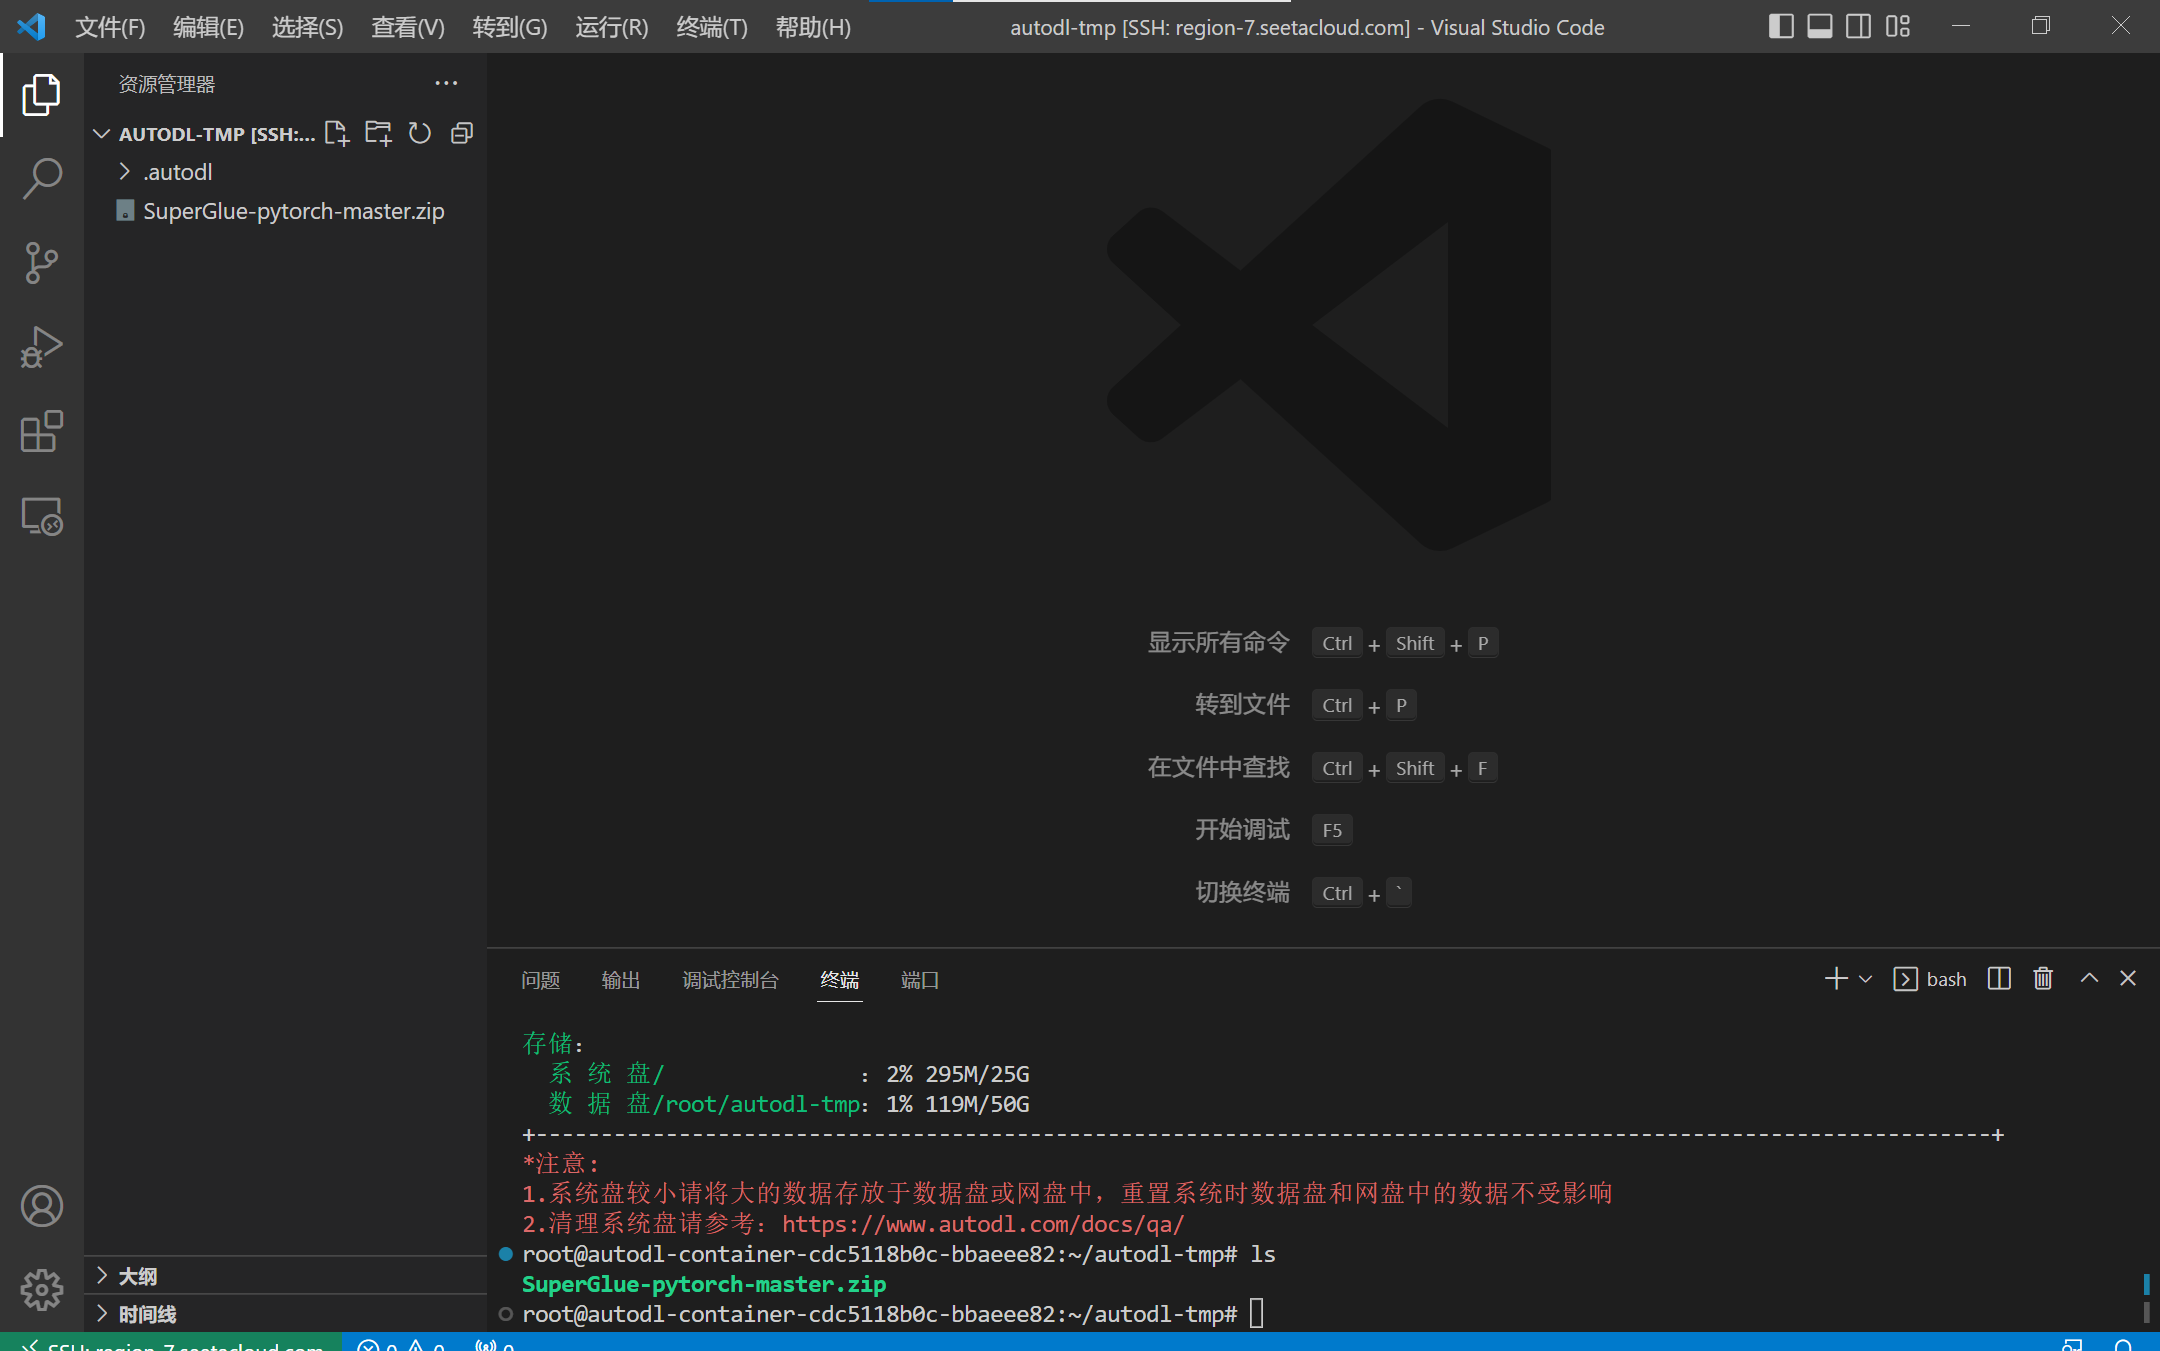 文件(F) 编辑(E) 选择(S) 查看(V) 转到(G) 运行(R) 终端(T) 帮助(H) autodl-tmp [SSH: region-7.seetacloud.com] - Visual Studio Code
资源管理器
AUTODL-TMP [SSH:...
.autodl
SuperGlue-pytorch-master.zip
显示所有命令 Ctrl + Shift + P
转到文件 Ctrl + P
在文件中查找 Ctrl + Shift + F
开始调试 F5
切换终端 Ctrl + `
问题 输出 调试控制台 终端 端口 bash
存储:
系 统 盘/ : 2% 295M/25G
数 据 盘/root/autodl-tmp: 1% 119M/50G
+----------------------------------------------------------------------------------------------------------------+
*注意:
1.系统盘较小请将大的数据存放于数据盘或网盘中，重置系统时数据盘和网盘中的数据不受影响
2.清理系统盘请参考：https://www.autodl.com/docs/qa/
root@autodl-container-cdc5118b0c-bbaeee82:~/autodl-tmp# ls
SuperGlue-pytorch-master.zip
root@autodl-container-cdc5118b0c-bbaeee82:~/autodl-tmp#
大纲
时间线
SSH: region-7.seetacloud.com 0 0 0